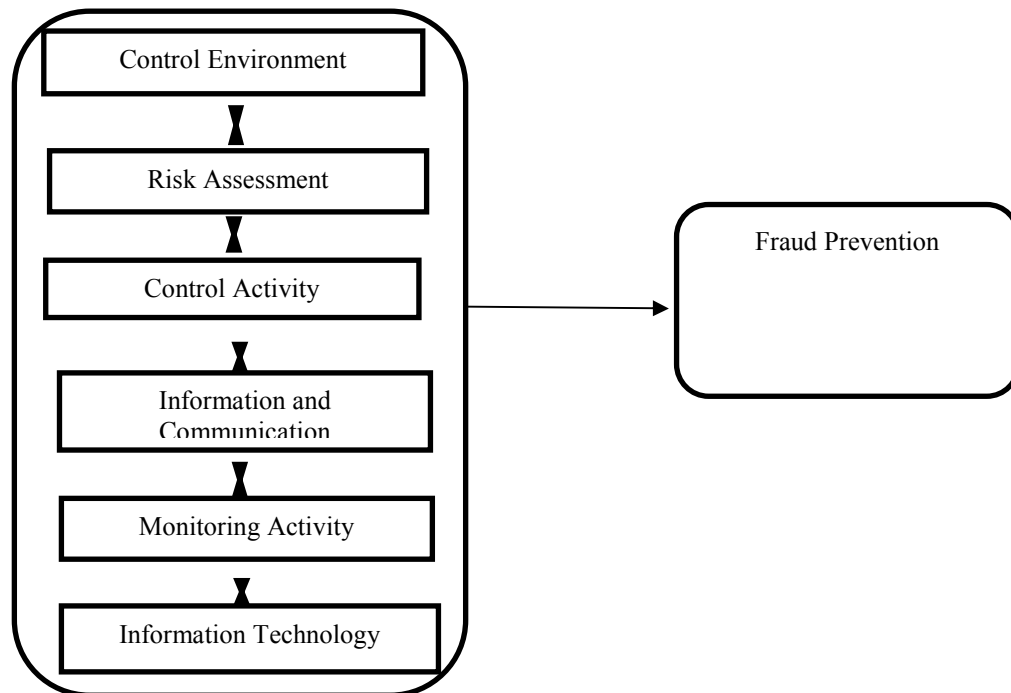 Control Environment
Risk Assessment
Fraud Prevention
Control Activity
Information and
Communication
Monitoring Activity
Information Technology